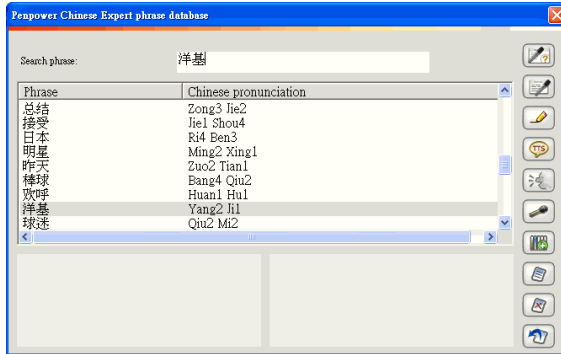 Penpower Chinese Expert phrase database
Search phrase: 洋基
Phrase Chinese pronunciation
总结 Zong3 Jie2
接受 Jie1 Shou4
日本 Ri4 Ben3
明星 Ming2 Xing1
昨天 Zuo2 Tian1
棒球 Bang4 Qiu2
欢呼 Huan1 Hu1
洋基 Yang2 Ji1
球迷 Qiu2 Mi2
TTS